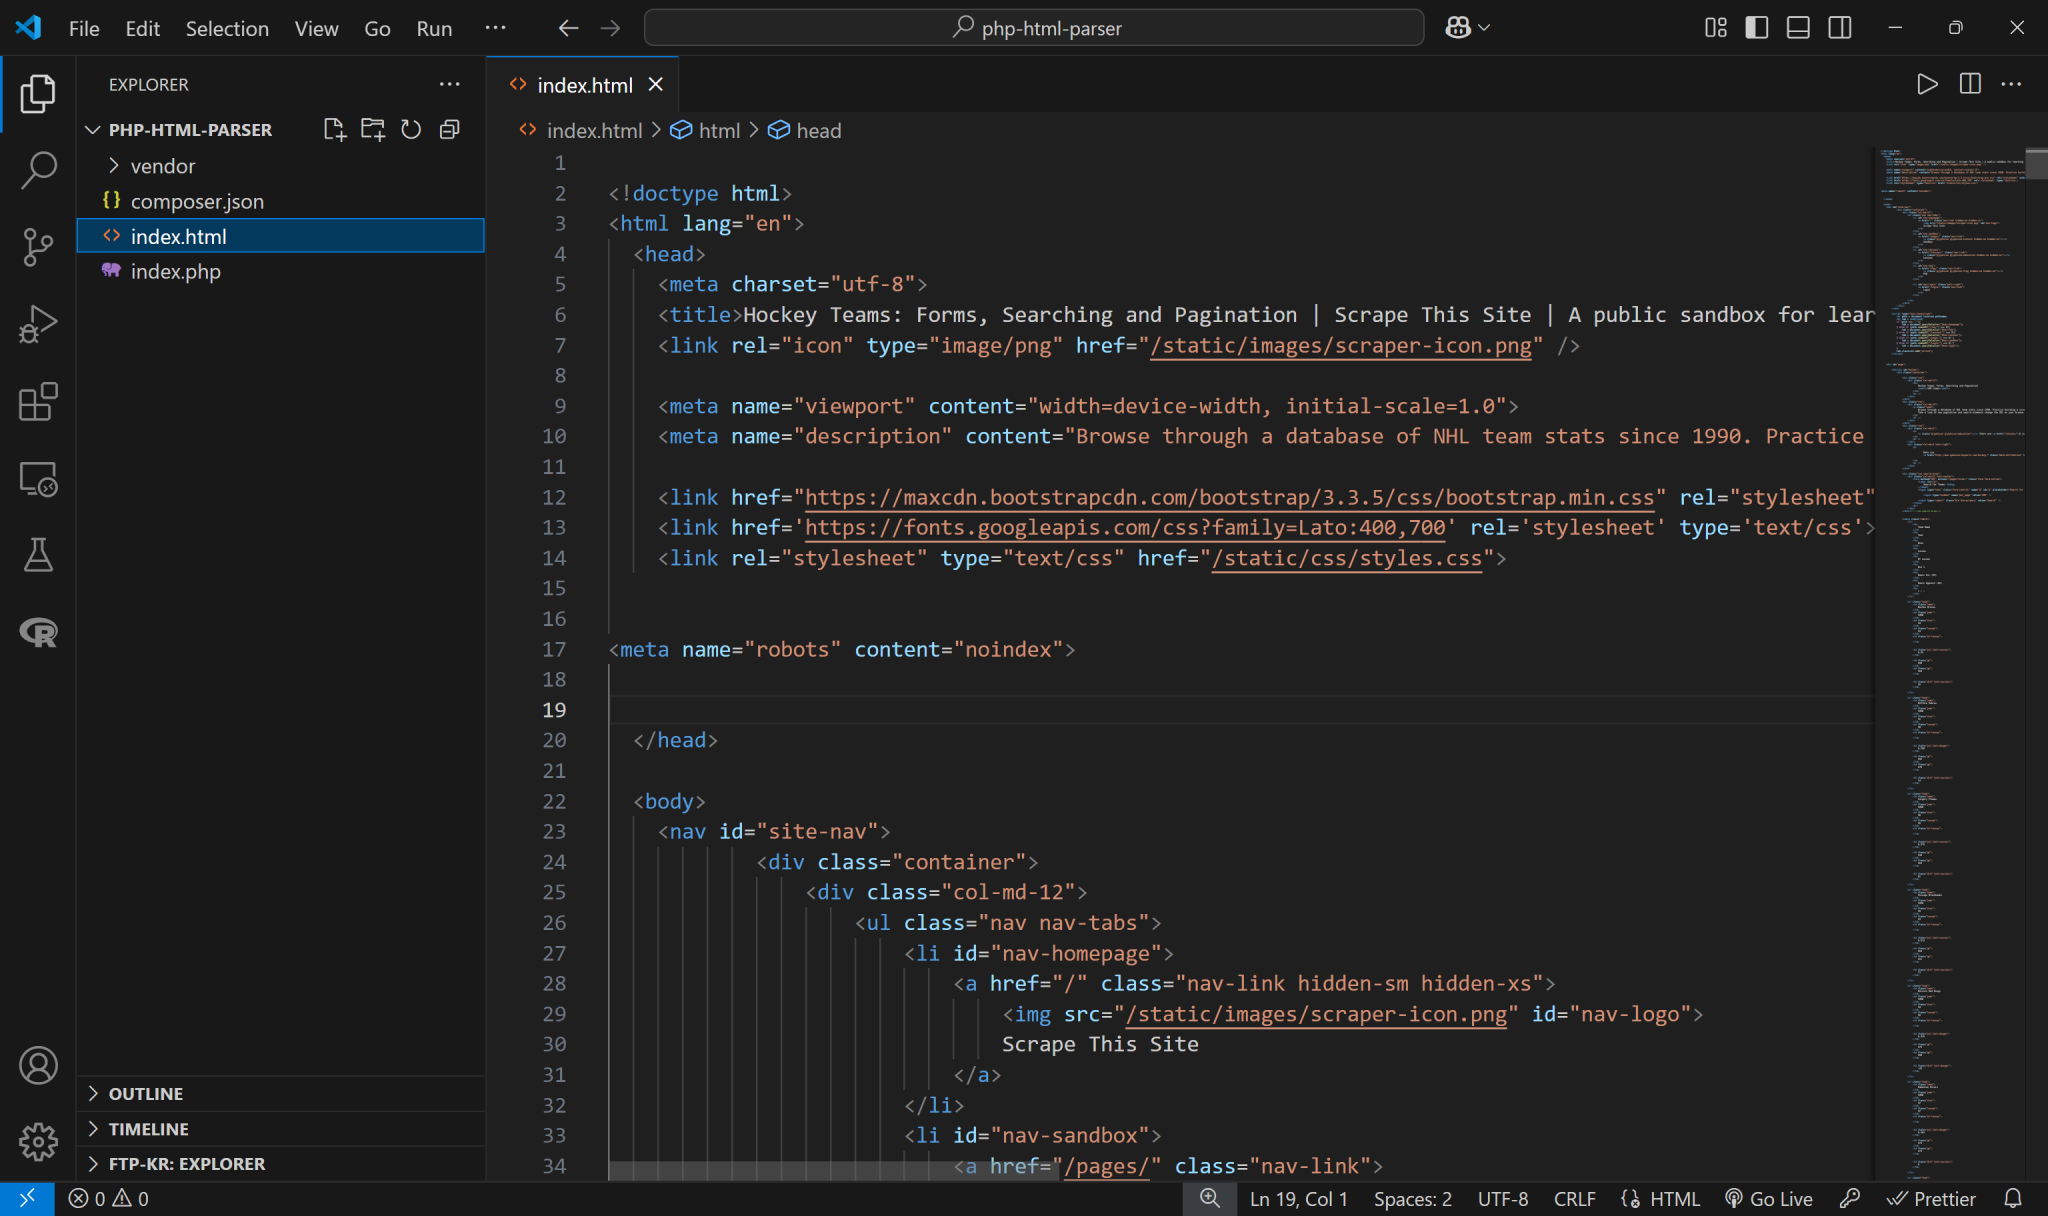 File Edit Selection View Go Run ··· php-html-parser
EXPLORER
PHP-HTML-PARSER
vendor
{} composer.json
<> index.html
index.php
OUTLINE
TIMELINE
FTP-KR: EXPLORER
<> index.html
<> index.html > html > head
1
2 <!doctype html>
3 <html lang="en">
4 <head>
5 <meta charset="utf-8">
6 <title>Hockey Teams: Forms, Searching and Pagination | Scrape This Site | A public sandbox for lear
7 <link rel="icon" type="image/png" href="/static/images/scraper-icon.png" />
8
9 <meta name="viewport" content="width=device-width, initial-scale=1.0">
10 <meta name="description" content="Browse through a database of NHL team stats since 1990. Practice
11
12 <link href="https://maxcdn.bootstrapcdn.com/bootstrap/3.3.5/css/bootstrap.min.css" rel="stylesheet"
13 <link href='https://fonts.googleapis.com/css?family=Lato:400,700' rel='stylesheet' type='text/css'>
14 <link rel="stylesheet" type="text/css" href="/static/css/styles.css">
15
16
17 <meta name="robots" content="noindex">
18
19
20 </head>
21
22 <body>
23 <nav id="site-nav">
24 <div class="container">
25 <div class="col-md-12">
26 <ul class="nav nav-tabs">
27 <li id="nav-homepage">
28 <a href="/" class="nav-link hidden-sm hidden-xs">
29 <img src="/static/images/scraper-icon.png" id="nav-logo">
30 Scrape This Site
31 </a>
32 </li>
33 <li id="nav-sandbox">
34 <a href="/pages/" class="nav-link">
0 0 Ln 19, Col 1 Spaces: 2 UTF-8 CRLF {} HTML Go Live Prettier